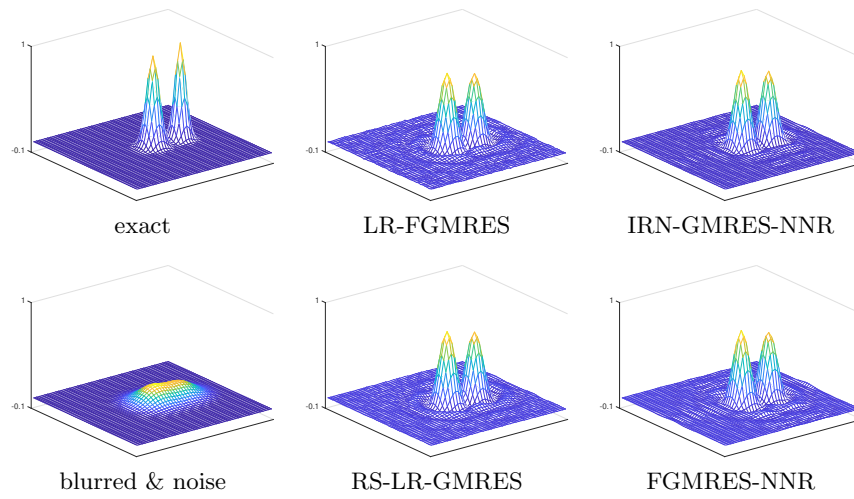 1
-0.1
exact
1
-0.1
LR-FGMRES
1
-0.1
IRN-GMRES-NNR
1
-0.1
blurred & noise
1
-0.1
RS-LR-GMRES
1
-0.1
FGMRES-NNR